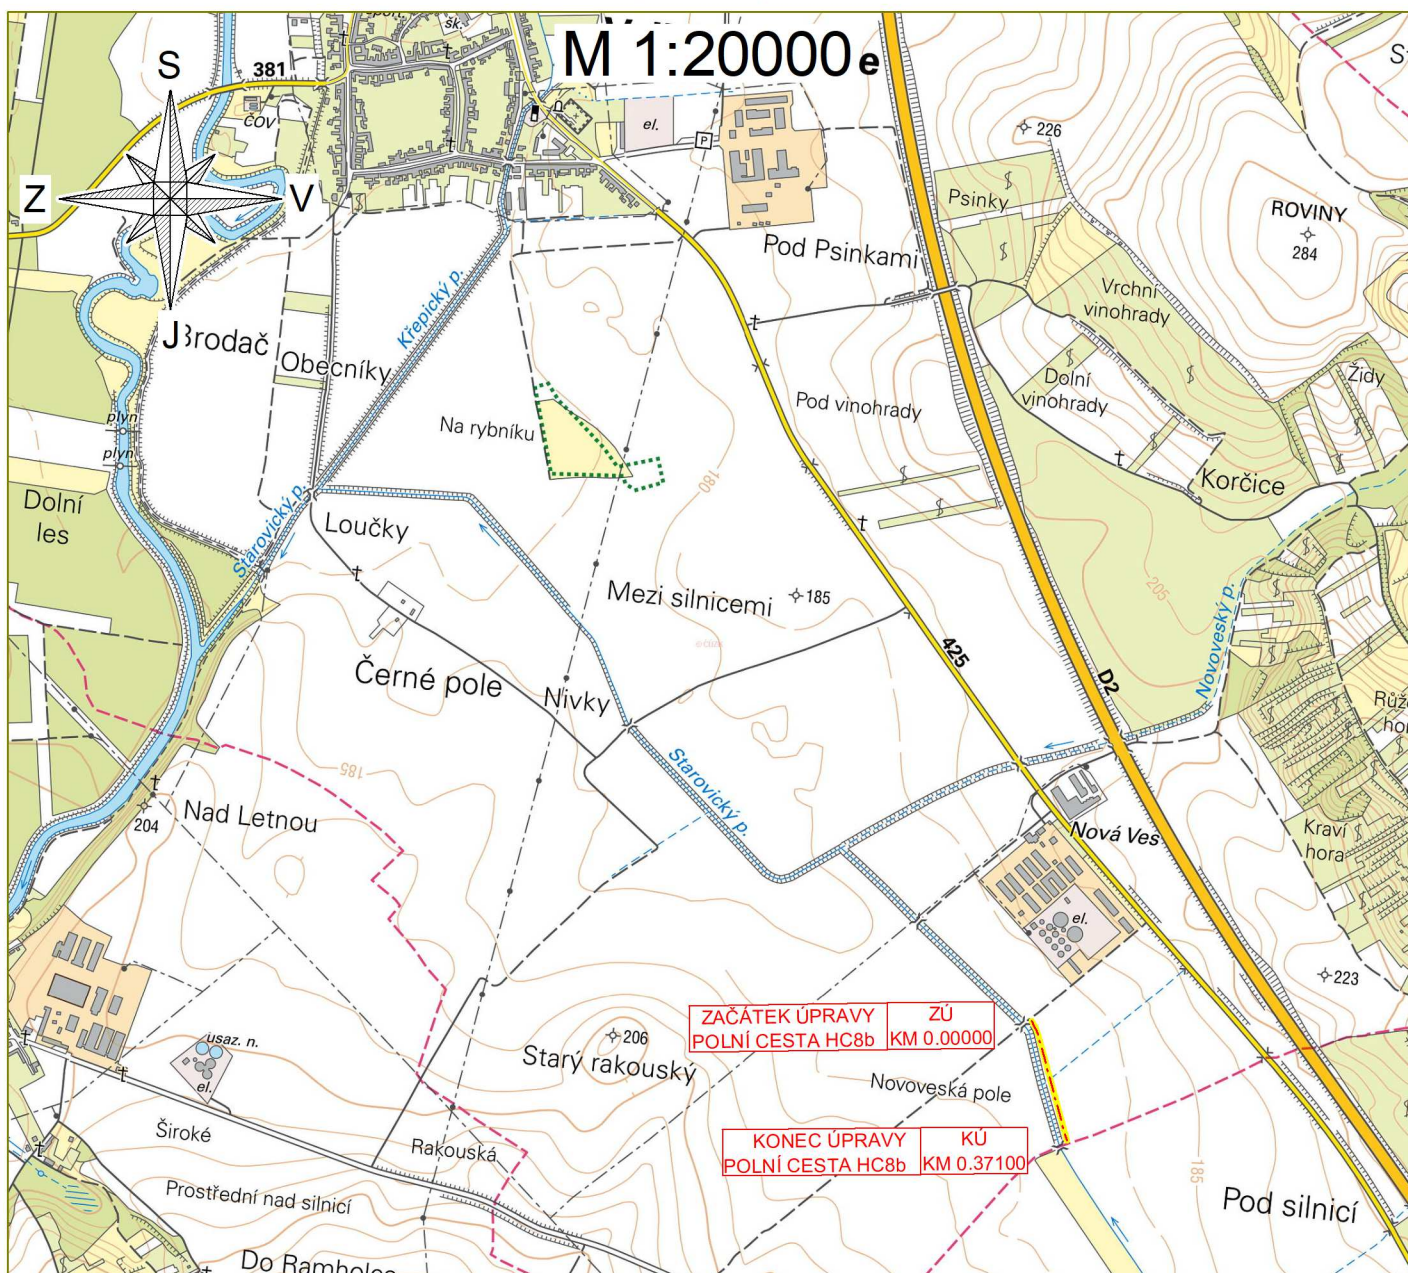 šk.
M 1:20000
S
381
ČOV
el.
P
226
Z
V
Psinky
ROVINY
284
Pod Psinkami
Křepický p.
Vrchní
vinohrady
J
Brodač
Obecníky
Dolní
vinohrady
Židy
plyn
Pod vinohrady
Na rybníku
plyn
180
Korčice
Dolní
les
Starovický p.
Loučky
Mezi silnicemi
185
205
Novoveský p.
© ČÚZK
425
Černé pole
Nivky
D2
185
Starovický p.
Nad Letnou
204
Nová Ves
Kraví
hora
el.
223
ZAČÁTEK ÚPRAVY
POLNÍ CESTA HC8b
ZÚ
KM 0.00000
usaz. n.
206
Starý rakouský
el.
Novoveská pole
Široké
Rakouská
KONEC ÚPRAVY
POLNÍ CESTA HC8b
KÚ
KM 0.37100
185
Prostřední nad silnicí
Pod silnicí